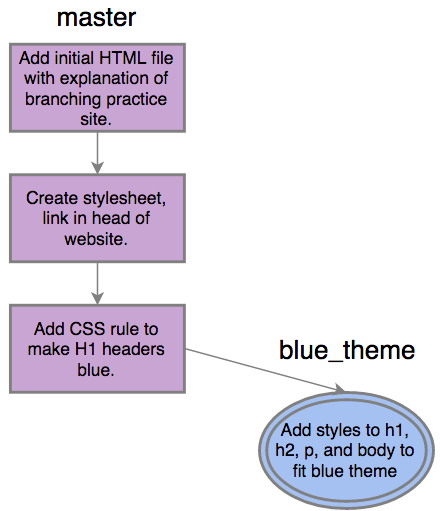 master
Add initial HTML file
with explanation of
branching practice
site.
Create stylesheet,
link in head of
website.
Add CSS rule to
make H1 headers
blue.
blue_theme
Add styles to h1,
h2, p, and body to
fit blue theme